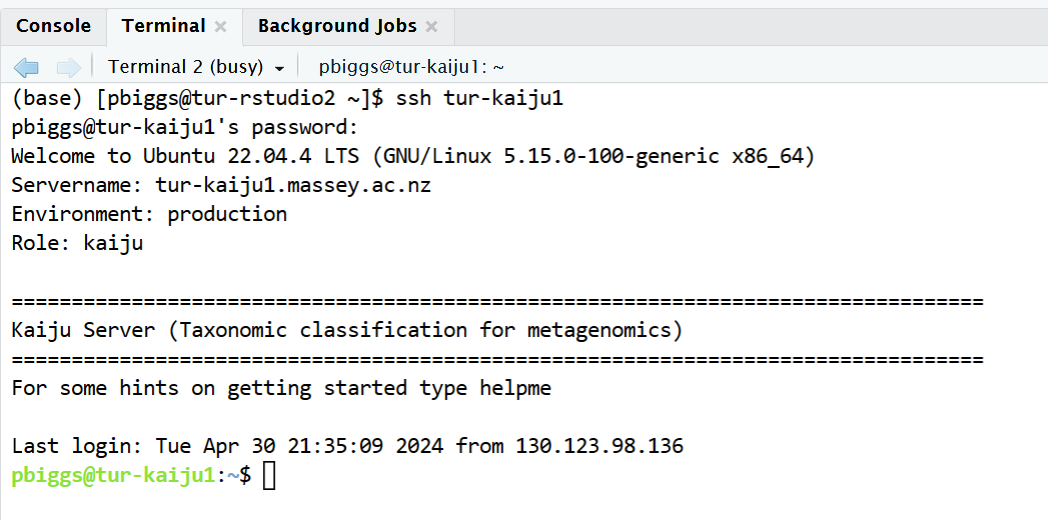 Console Terminal × Background Jobs ×
Terminal 2 (busy) pbiggs@tur-kaiju1: ~
(base) [pbiggs@tur-rstudio2 ~]$ ssh tur-kaiju1
pbiggs@tur-kaiju1's password:
Welcome to Ubuntu 22.04.4 LTS (GNU/Linux 5.15.0-100-generic x86_64)
Servername: tur-kaiju1.massey.ac.nz
Environment: production
Role: kaiju
=================================================================================
Kaiju Server (Taxonomic classification for metagenomics)
=================================================================================
For some hints on getting started type helpme
Last login: Tue Apr 30 21:35:09 2024 from 130.123.98.136
pbiggs@tur-kaiju1:~$